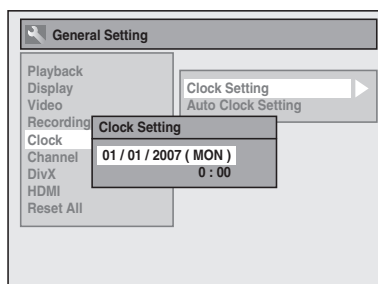 General Setting
Playback
Display
Video
Recording
Clock
Channel
DivX
HDMI
Reset All
Clock Setting
Auto Clock Setting
Clock Setting
01 / 01 / 2007 ( MON )
0 : 00